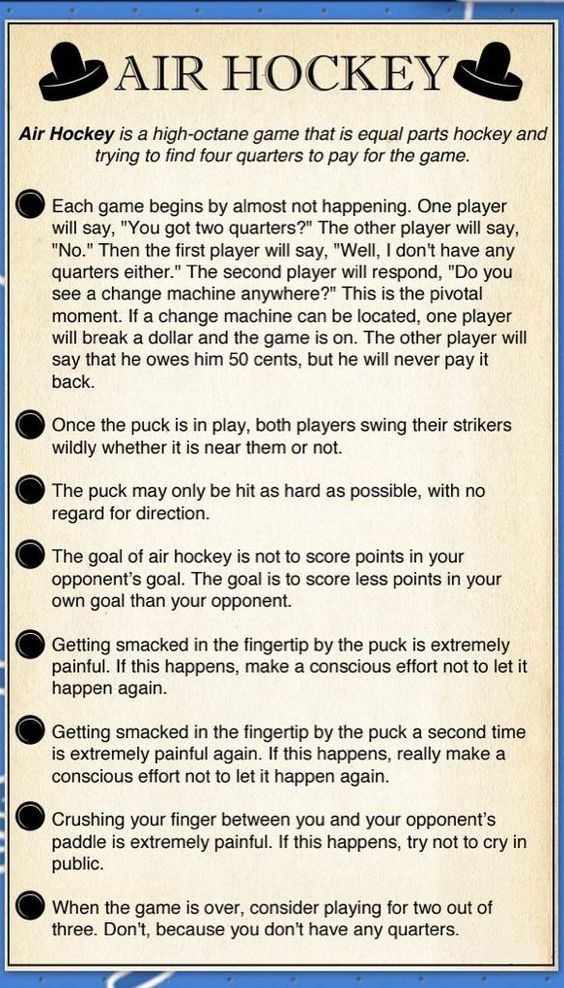 AIR HOCKEY
Air Hockey is a high-octane game that is equal parts hockey and
trying to find four quarters to pay for the game.
Each game begins by almost not happening. One player
will say, "You got two quarters?" The other player will say,
"No." Then the first player will say, "Well, I don't have any
quarters either." The second player will respond, "Do you
see a change machine anywhere?" This is the pivotal
moment. If a change machine can be located, one player
will break a dollar and the game is on. The other player will
say that he owes him 50 cents, but he will never pay it
back.
Once the puck is in play, both players swing their strikers
wildly whether it is near them or not.
The puck may only be hit as hard as possible, with no
regard for direction.
The goal of air hockey is not to score points in your
opponent’s goal. The goal is to score less points in your
own goal than your opponent.
Getting smacked in the fingertip by the puck is extremely
painful. If this happens, make a conscious effort not to let it
happen again.
Getting smacked in the fingertip by the puck a second time
is extremely painful again. If this happens, really make a
conscious effort not to let it happen again.
Crushing your finger between you and your opponent’s
paddle is extremely painful. If this happens, try not to cry in
public.
When the game is over, consider playing for two out of
three. Don't, because you don't have any quarters.